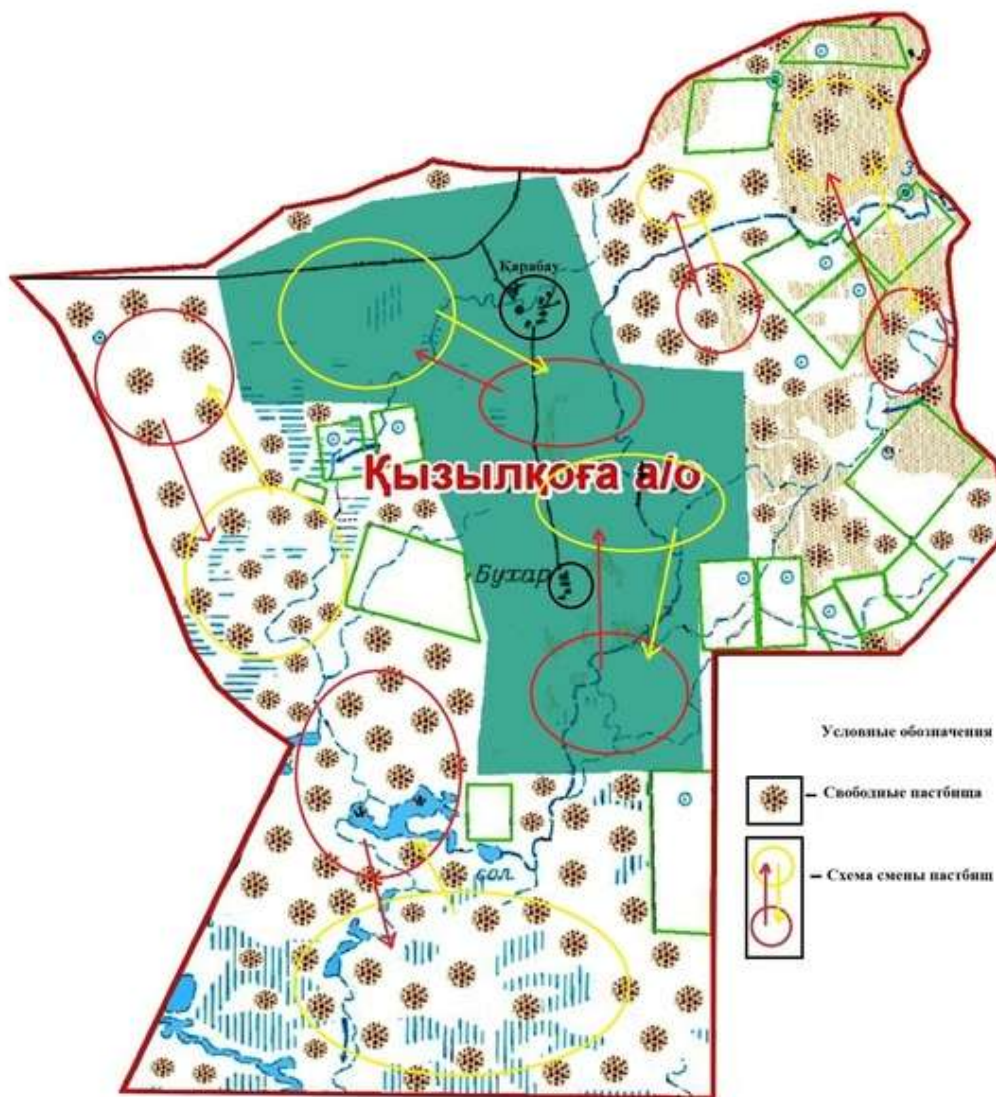 Қарабау
Қызылқоға а/о
Бухар
сол.
Условные обозначения
– Свободные пастбища
– Схема смены пастбищ